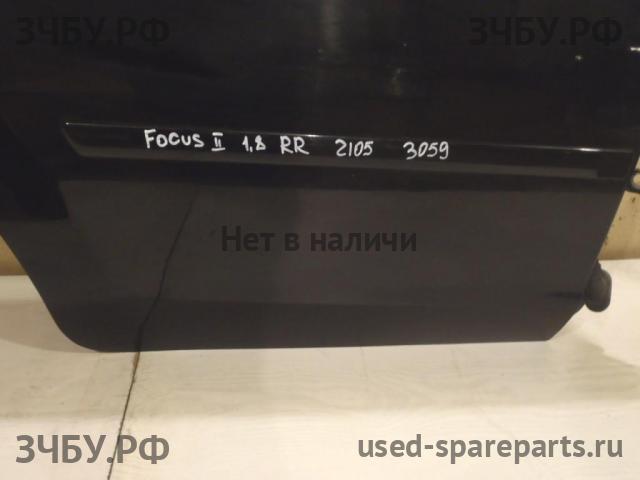 ЗЧБУ.РФ ЗЧБУ.РФ
FOCUS II 1,8 RR 2105 3059
Нет в наличи
ЗЧБУ.РФ used-spareparts.ru